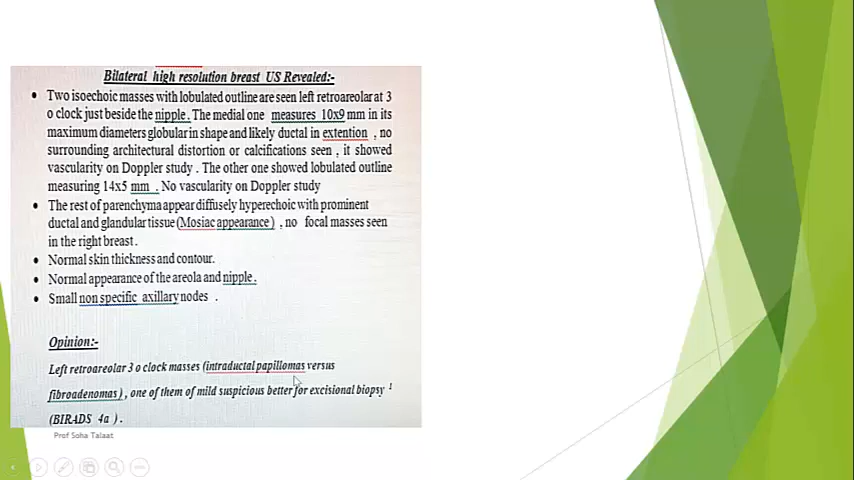 Bilateral high resolution breast US Revealed:-
• Two isoechoic masses with lobulated outline are seen left retroareolar at 3
o clock just beside the nipple. The medial one measures 10x9 mm in its
maximum diameters globular in shape and likely ductal in extention , no
surrounding architectural distortion or calcifications seen , it showed
vascularity on Doppler study . The other one showed lobulated outline
measuring 14x5 mm . No vascularity on Doppler study
• The rest of parenchyma appear diffusely hyperechoic with prominent
ductal and glandular tissue (Mosiac appearance) , no focal masses seen
in the right breast.
• Normal skin thickness and contour.
• Normal appearance of the areola and nipple.
• Small non specific axillary nodes .
Opinion:-
Left retroareolar 3 o clock masses (intraductal papillomas versus
fibroadenomas) , one of them of mild suspicious better for excisional biopsy
(BIRADS 4a ) .
Prof Soha Talaat